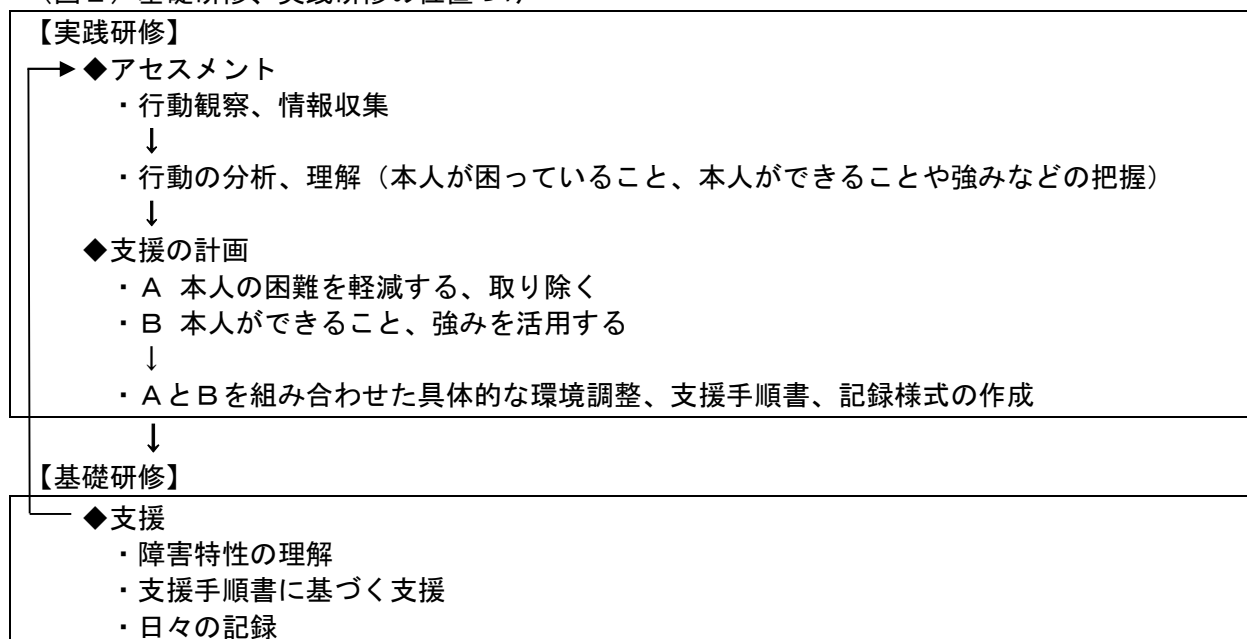 【実践研修】
◆アセスメント
・行動観察、情報収集
↓
・行動の分析、理解（本人が困っていること、本人ができることや強みなどの把握）
↓
◆支援の計画
・Ａ 本人の困難を軽減する、取り除く
・Ｂ 本人ができること、強みを活用する
↓
・ＡとＢを組み合わせた具体的な環境調整、支援手順書、記録様式の作成
↓
【基礎研修】
◆支援
・障害特性の理解
・支援手順書に基づく支援
・日々の記録